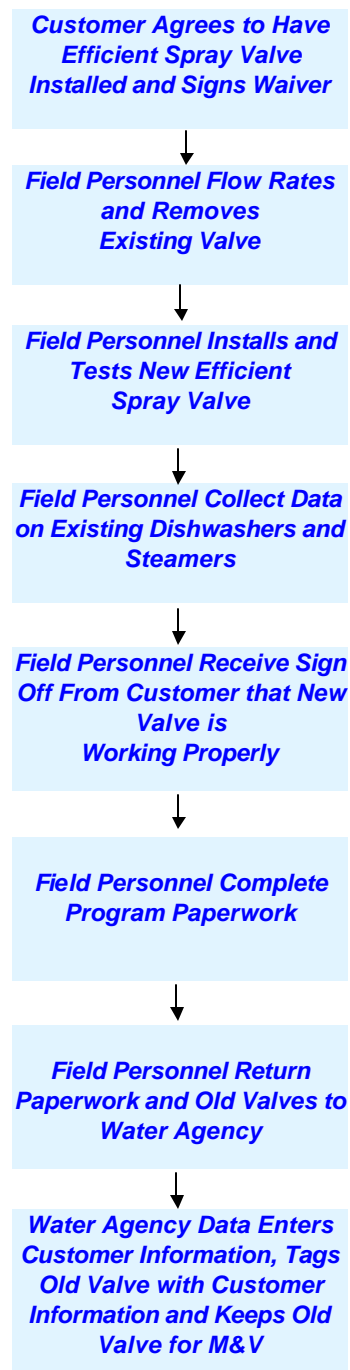 Customer Agrees to Have
Efficient Spray Valve
Installed and Signs Waiver
Field Personnel Flow Rates
and Removes
Existing Valve
Field Personnel Installs and
Tests New Efficient
Spray Valve
Field Personnel Collect Data
on Existing Dishwashers and
Steamers
Field Personnel Receive Sign
Off From Customer that New
Valve is
Working Properly
Field Personnel Complete
Program Paperwork
Field Personnel Return
Paperwork and Old Valves to
Water Agency
Water Agency Data Enters
Customer Information, Tags
Old Valve with Customer
Information and Keeps Old
Valve for M&V